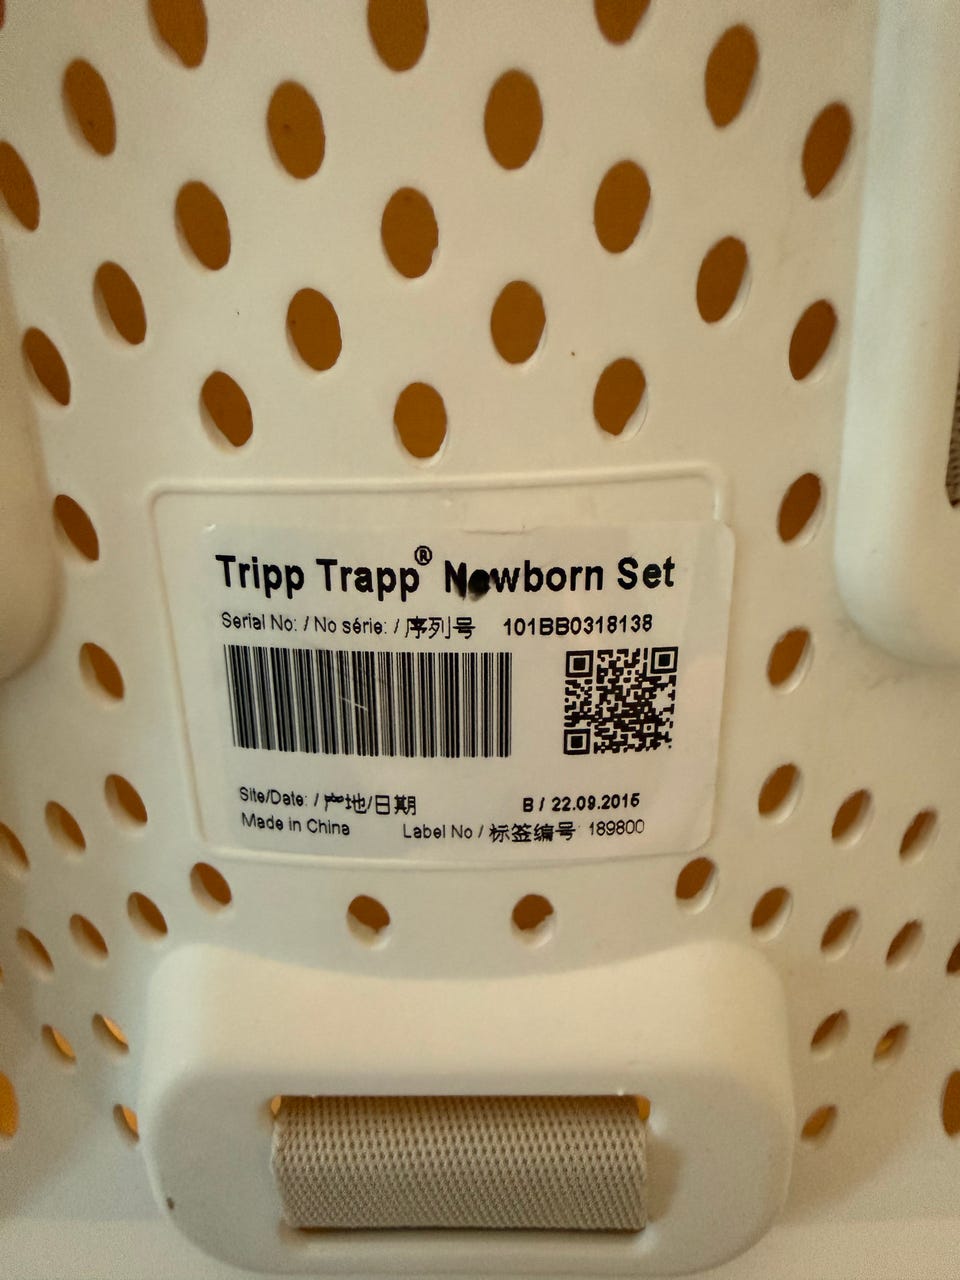 Tripp Trapp® Newborn Set
Serial No: / No série: / 序列号 101BB0318138
Site/Date: / 产地/日期 B / 22.09.2015
Made in China Label No / 标签编号 189800